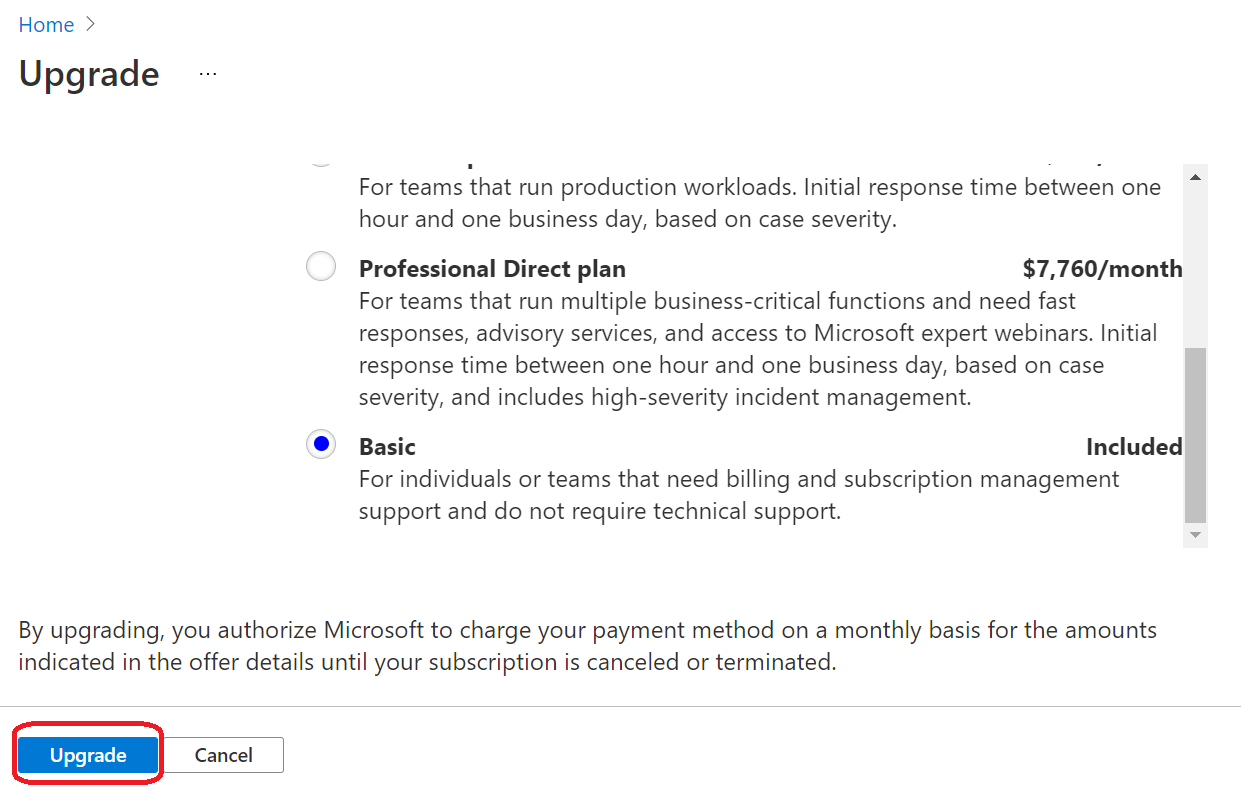 Home
Upgrade ...
For teams that run production workloads. Initial response time between one
hour and one business day, based on case severity.
Professional Direct plan $7,760/month
For teams that run multiple business-critical functions and need fast
responses, advisory services, and access to Microsoft expert webinars. Initial
response time between one hour and one business day, based on case
severity, and includes high-severity incident management.
Basic Included
For individuals or teams that need billing and subscription management
support and do not require technical support.
By upgrading, you authorize Microsoft to charge your payment method on a monthly basis for the amounts
indicated in the offer details until your subscription is canceled or terminated.
Upgrade Cancel